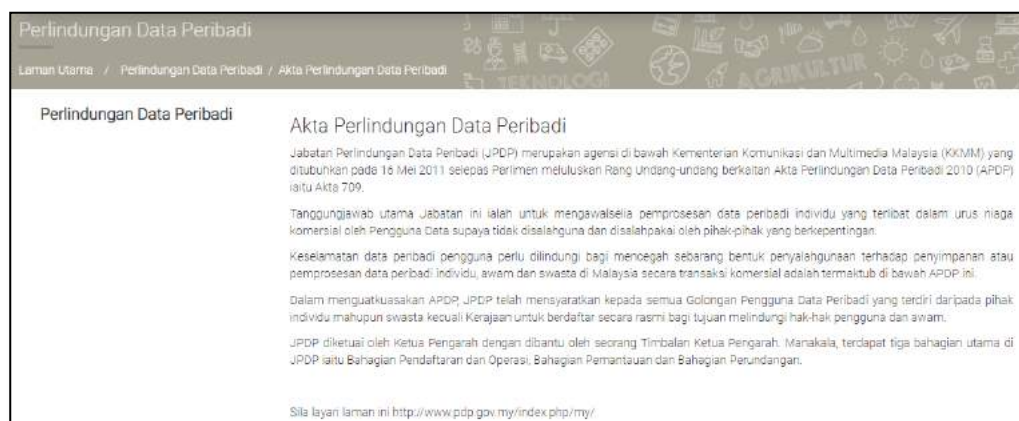 Perlindungan Data Peribadi
Laman Utama / Perlindungan Data Peribadi / Akta Perlindungan Data Peribadi
TEKNOLOGI
AGRIKULTUR
Perlindungan Data Peribadi
Akta Perlindungan Data Peribadi
Jabatan Perlindungan Data Peribadi (JPDP) merupakan agensi di bawah Kementerian Komunikasi dan Multimedia Malaysia (KKMM) yang
ditubuhkan pada 16 Mei 2011 selepas Parlimen meluluskan Rang Undang-undang berkaitan Akta Perlindungan Data Peribadi 2010 (APDP)
iaitu Akta 709.
Tanggungjawab utama Jabatan ini ialah untuk mengawalselia pemprosesan data peribadi individu yang terlibat dalam urus niaga
komersial oleh Pengguna Data supaya tidak disalahguna dan disalahpakai oleh pihak-pihak yang berkepentingan.
Keselamatan data peribadi pengguna perlu dilindungi bagi mencegah sebarang bentuk penyalahgunaan terhadap penyimpanan atau
pemprosesan data peribadi individu, awam dan swasta di Malaysia secara transaksi komersial adalah termaktub di bawah APDP ini.
Dalam menguatkuasakan APDP, JPDP telah mensyaratkan kepada semua Golongan Pengguna Data Peribadi yang terdiri daripada pihak
individu mahupun swasta kecuali Kerajaan untuk berdaftar secara rasmi bagi tujuan melindungi hak-hak pengguna dan awam.
JPDP diketuai oleh Ketua Pengarah dengan dibantu oleh seorang Timbalan Ketua Pengarah. Manakala, terdapat tiga bahagian utama di
JPDP iaitu Bahagian Pendaftaran dan Operasi, Bahagian Pemantauan dan Bahagian Perundangan.
Sila layari laman ini http://www.pdp.gov.my/index.php/my/